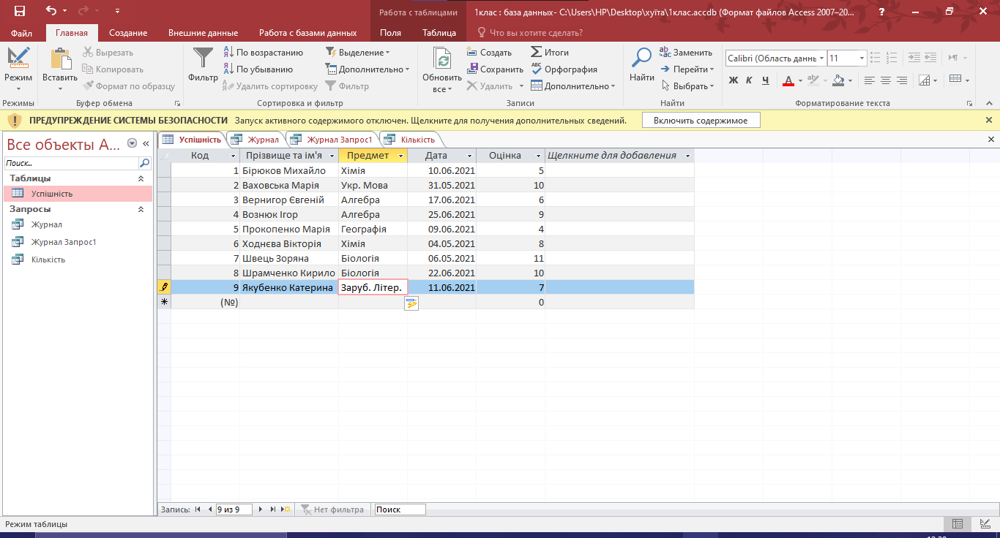 Работа с таблицами
1клас : база данных- C:\Users\HP\Desktop\хуїта\1клас.accdb (Формат файлов Access 2007–20...
?
Файл Главная Создание Внешние данные Работа с базами данных Поля Таблица Что вы хотите сделать?
Режим
Режимы
Вставить
Вырезать
Копировать
Формат по образцу
Буфер обмена
Фильтр
По возрастанию
По убыванию
Удалить сортировку
Выделение
Дополнительно
Фильтр
Сортировка и фильтр
Обновить
все
Создать
Сохранить
Удалить
Итоги
Орфография
Дополнительно
Записи
Найти
Заменить
Перейти
Выбрать
Найти
Calibri (Область данны 11
Ж К Ч А
Форматирование текста
ПРЕДУПРЕЖДЕНИЕ СИСТЕМЫ БЕЗОПАСНОСТИ Запуск активного содержимого отключен. Щелкните для получения дополнительных сведений. Включить содержимое
Все объекты A... «
Поиск...
Таблицы
Успішність
Запросы
Журнал
Журнал Запрос1
Кількість
Успішність Журнал Журнал Запрос1 Кількість
Код Прізвище та ім'я Предмет Дата Оцінка Щелкните для добавления
1 Бірюков Михайло Хімія 10.06.2021 5
2 Ваховська Марія Укр. Мова 31.05.2021 10
3 Вернигор Євгеній Алгебра 17.06.2021 6
4 Вознюк Ігор Алгебра 25.06.2021 9
5 Прокопенко Марія Географія 09.06.2021 4
6 Ходнєва Вікторія Хімія 04.05.2021 8
7 Швець Зоряна Біологія 06.05.2021 11
8 Шрамченко Кирило Біологія 22.06.2021 10
9 Якубенко Катерина Заруб. Літер. 11.06.2021 7
(№) 0
Запись: 9 из 9 Нет фильтра Поиск
Режим таблицы